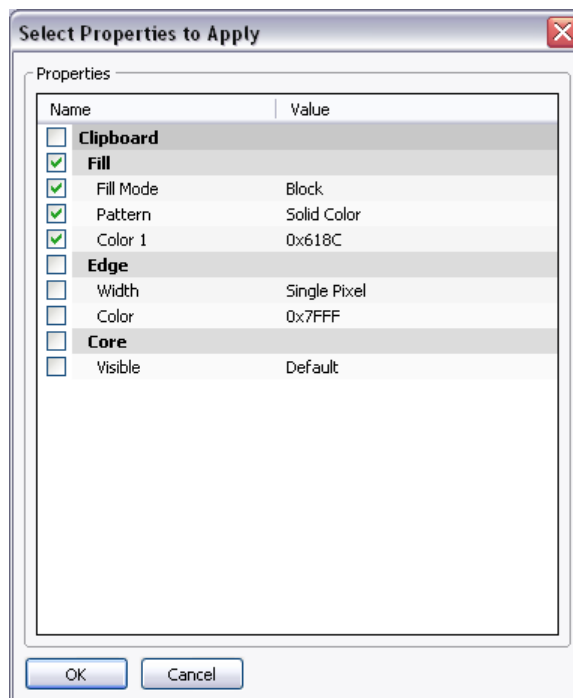 Select Properties to Apply
Properties
Name Value
Clipboard
Fill
Fill Mode Block
Pattern Solid Color
Color 1 0x618C
Edge
Width Single Pixel
Color 0x7FFF
Core
Visible Default
OK Cancel